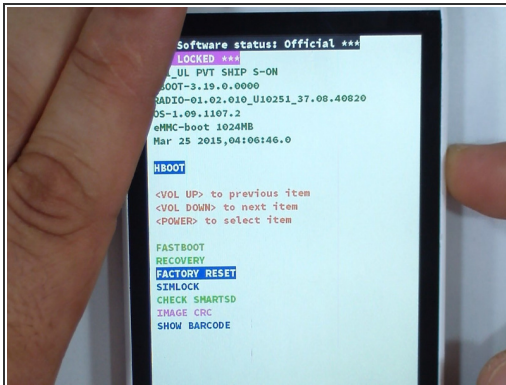 Software status: Official ***
LOCKED ***
UL PVT SHIP S-ON
BOOT-3.19.0.0000
RADIO-01.02.010_U10251_37.08.40820
OS-1.09.1107.2
eMMC-boot 1024MB
Mar 25 2015,04:06:46.0
HBOOT
<VOL UP> to previous item
<VOL DOWN> to next item
<POWER> to select item
FASTBOOT
RECOVERY
FACTORY RESET
SIMLOCK
CHECK SMARTSD
IMAGE CRC
SHOW BARCODE